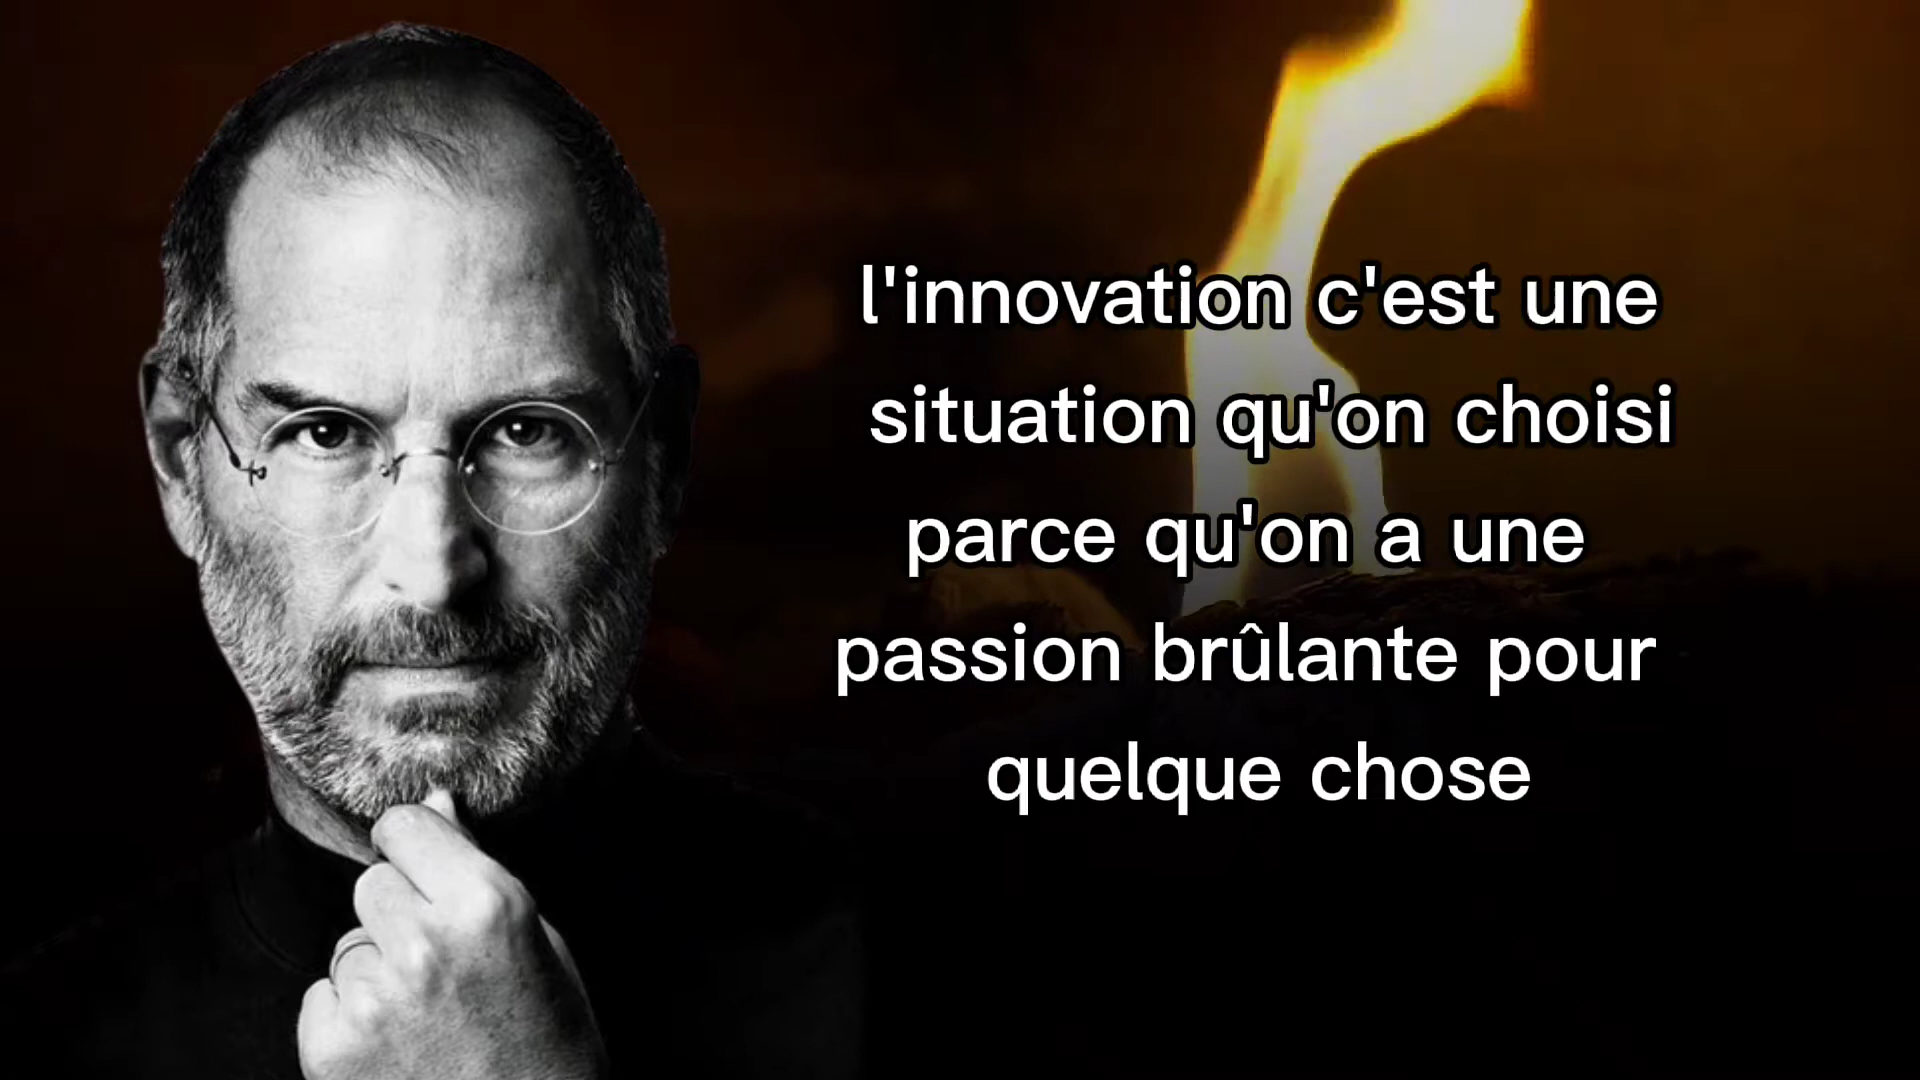 l'innovation c'est une
situation qu'on choisi
parce qu'on a une
passion brûlante pour
quelque chose